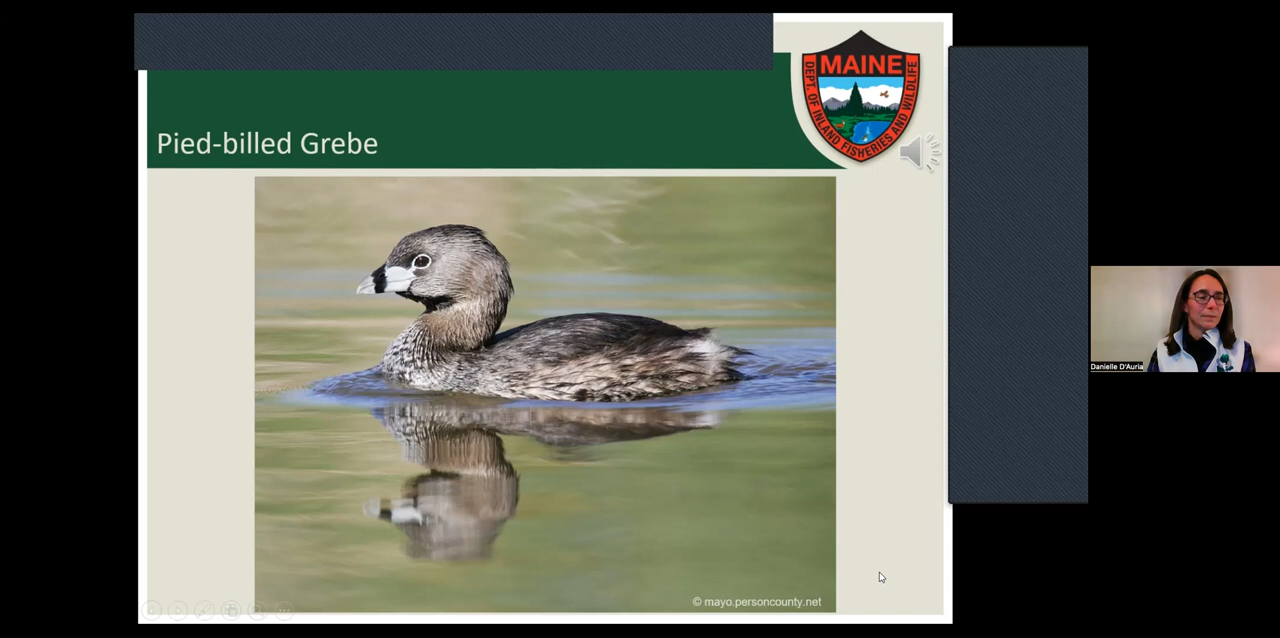 MAINE
DEPT. OF INLAND FISHERIES AND WILDLIFE
Pied-billed Grebe
Danielle D'Auria
© mayo.personcounty.net